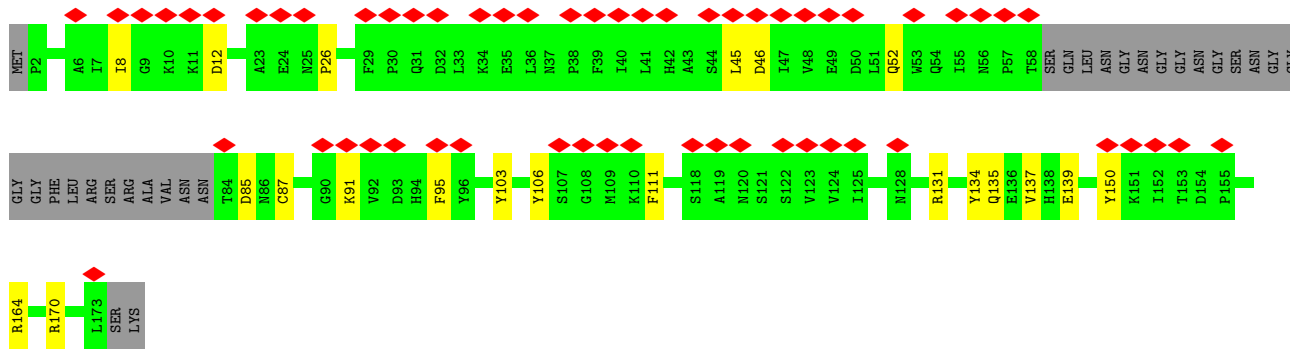 MET P2 A6 I7 I8 G9 K10 K11 D12 A23 E24 N25 P26 F29 P30 Q31 D32 L33 K34 E35 L36 N37 P38 F39 I40 L41 H42 A43 S44 L45 D46 I47 V48 E49 D50 L51 Q52 W53 Q54 I55 N56 P57 T58 SER GLN LEU ASN GLY ASN GLY GLY ASN GLY SER ASN GLY GLY
GLY GLY PHE LEU ARG SER ARG ALA VAL ASN ASN T84 D85 N86 C87 G90 K91 V92 D93 H94 F95 Y96 Y103 Y106 S107 G108 M109 K110 F111 S118 A119 N120 S121 S122 V123 V124 I125 N128 R131 Y134 Q135 E136 V137 H138 E139 Y150 K151 I152 T153 D154 P155
R164 R170 L173 SER LYS